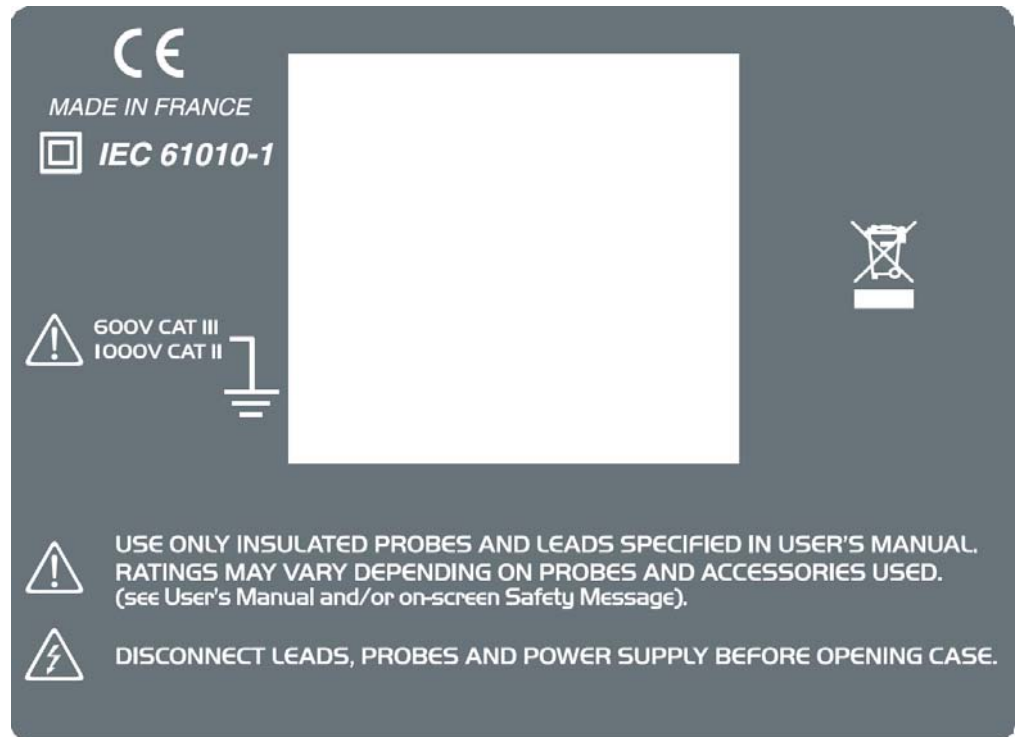 CE
MADE IN FRANCE
IEC 61010-1
600V CAT III
1000V CAT II
USE ONLY INSULATED PROBES AND LEADS SPECIFIED IN USER'S MANUAL.
RATINGS MAY VARY DEPENDING ON PROBES AND ACCESSORIES USED.
(see User's Manual and/or on-screen Safety Message).
DISCONNECT LEADS, PROBES AND POWER SUPPLY BEFORE OPENING CASE.